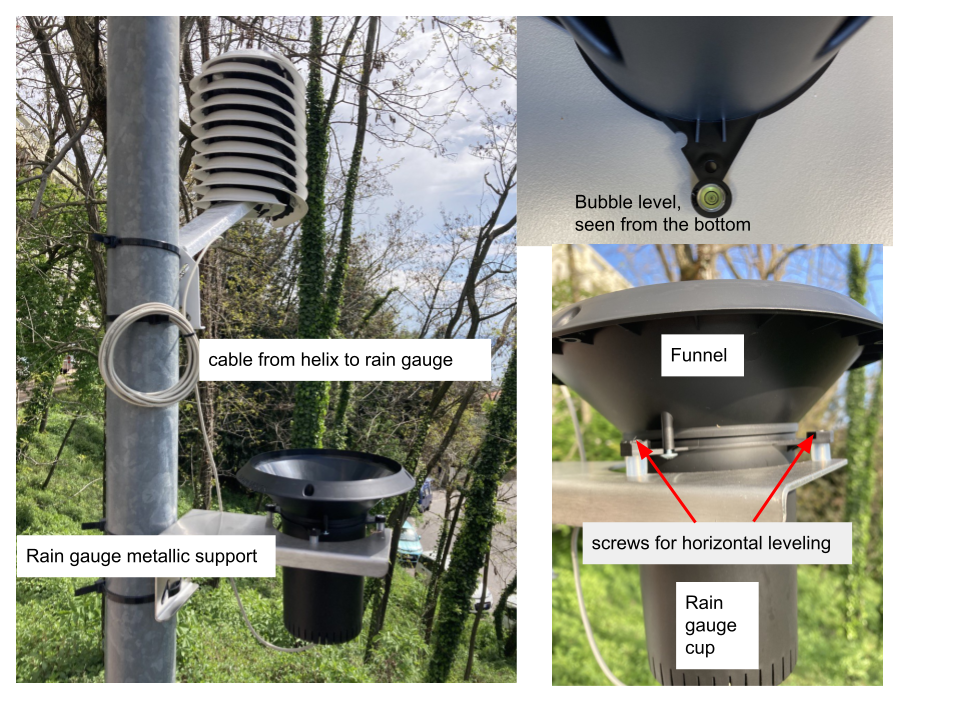 Bubble level,
seen from the bottom
cable from helix to rain gauge
Funnel
Rain gauge metallic support
screws for horizontal leveling
Rain
gauge
cup